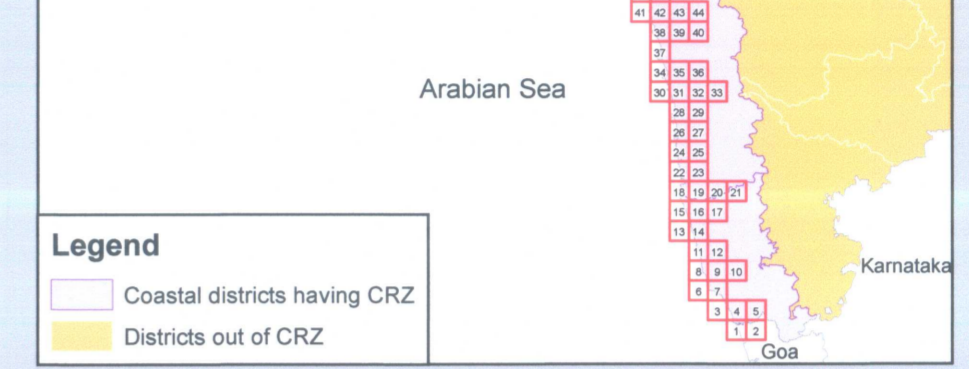 41 42 43 44
38 39 40
37
34 35 36
Arabian Sea
30 31 32 33
28 29
26 27
24 25
22 23
18 19 20 21
15 16 17
13 14
11 12
8 9 10
6 7
3 4 5
1 2
Karnataka
Goa
Legend
Coastal districts having CRZ
Districts out of CRZ